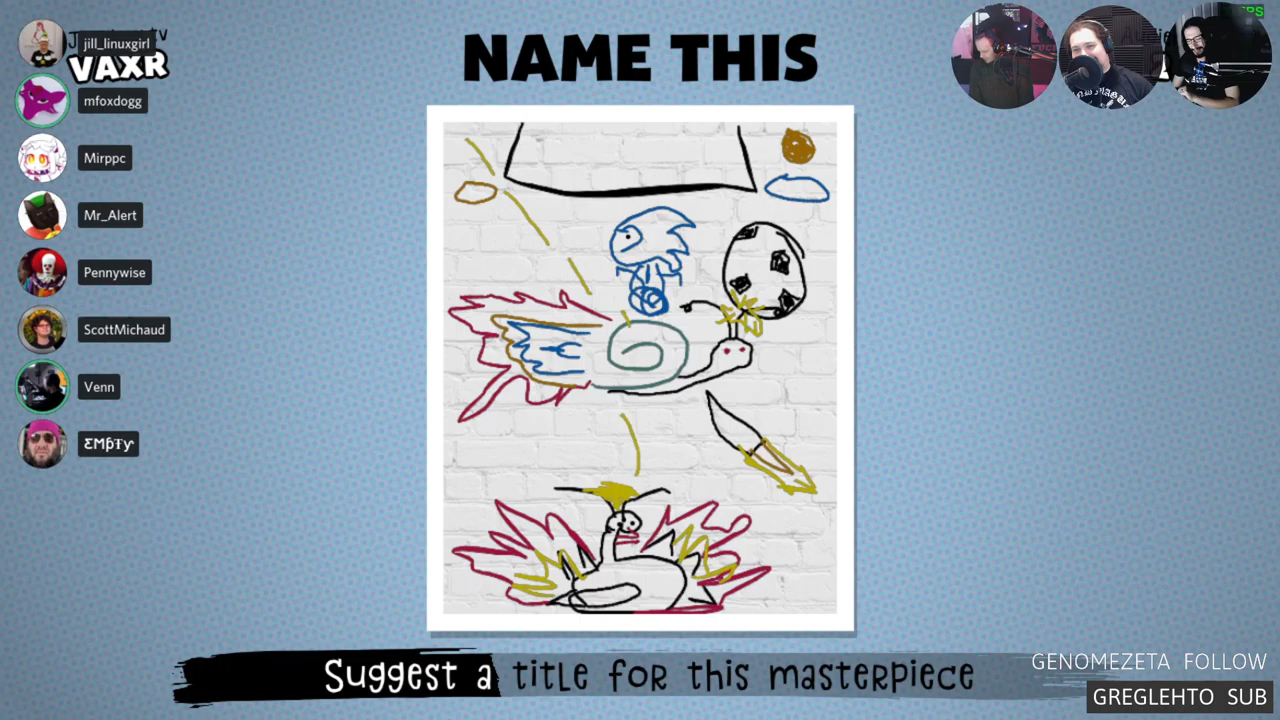 jill_linuxgirl
VAXR
NAME THIS
mfoxdogg
Mirppc
Mr_Alert
Pennywise
ScottMichaud
Venn
ƐMβŦƴ
Suggest a title for this masterpiece
GENOMEZETA FOLLOW
GREGLEHTO SUB